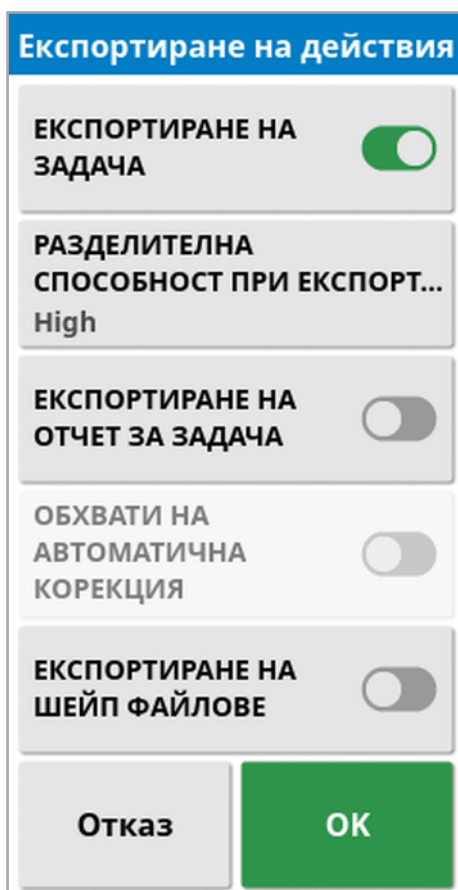 Експортиране на действия
ЕКСПОРТИРАНЕ НА
ЗАДАЧА
РАЗДЕЛИТЕЛНА
СПОСОБНОСТ ПРИ ЕКСПОРТ...
High
ЕКСПОРТИРАНЕ НА
ОТЧЕТ ЗА ЗАДАЧА
ОБХВАТИ НА
АВТОМАТИЧНА
КОРЕКЦИЯ
ЕКСПОРТИРАНЕ НА
ШЕЙП ФАЙЛОВЕ
Отказ
OK